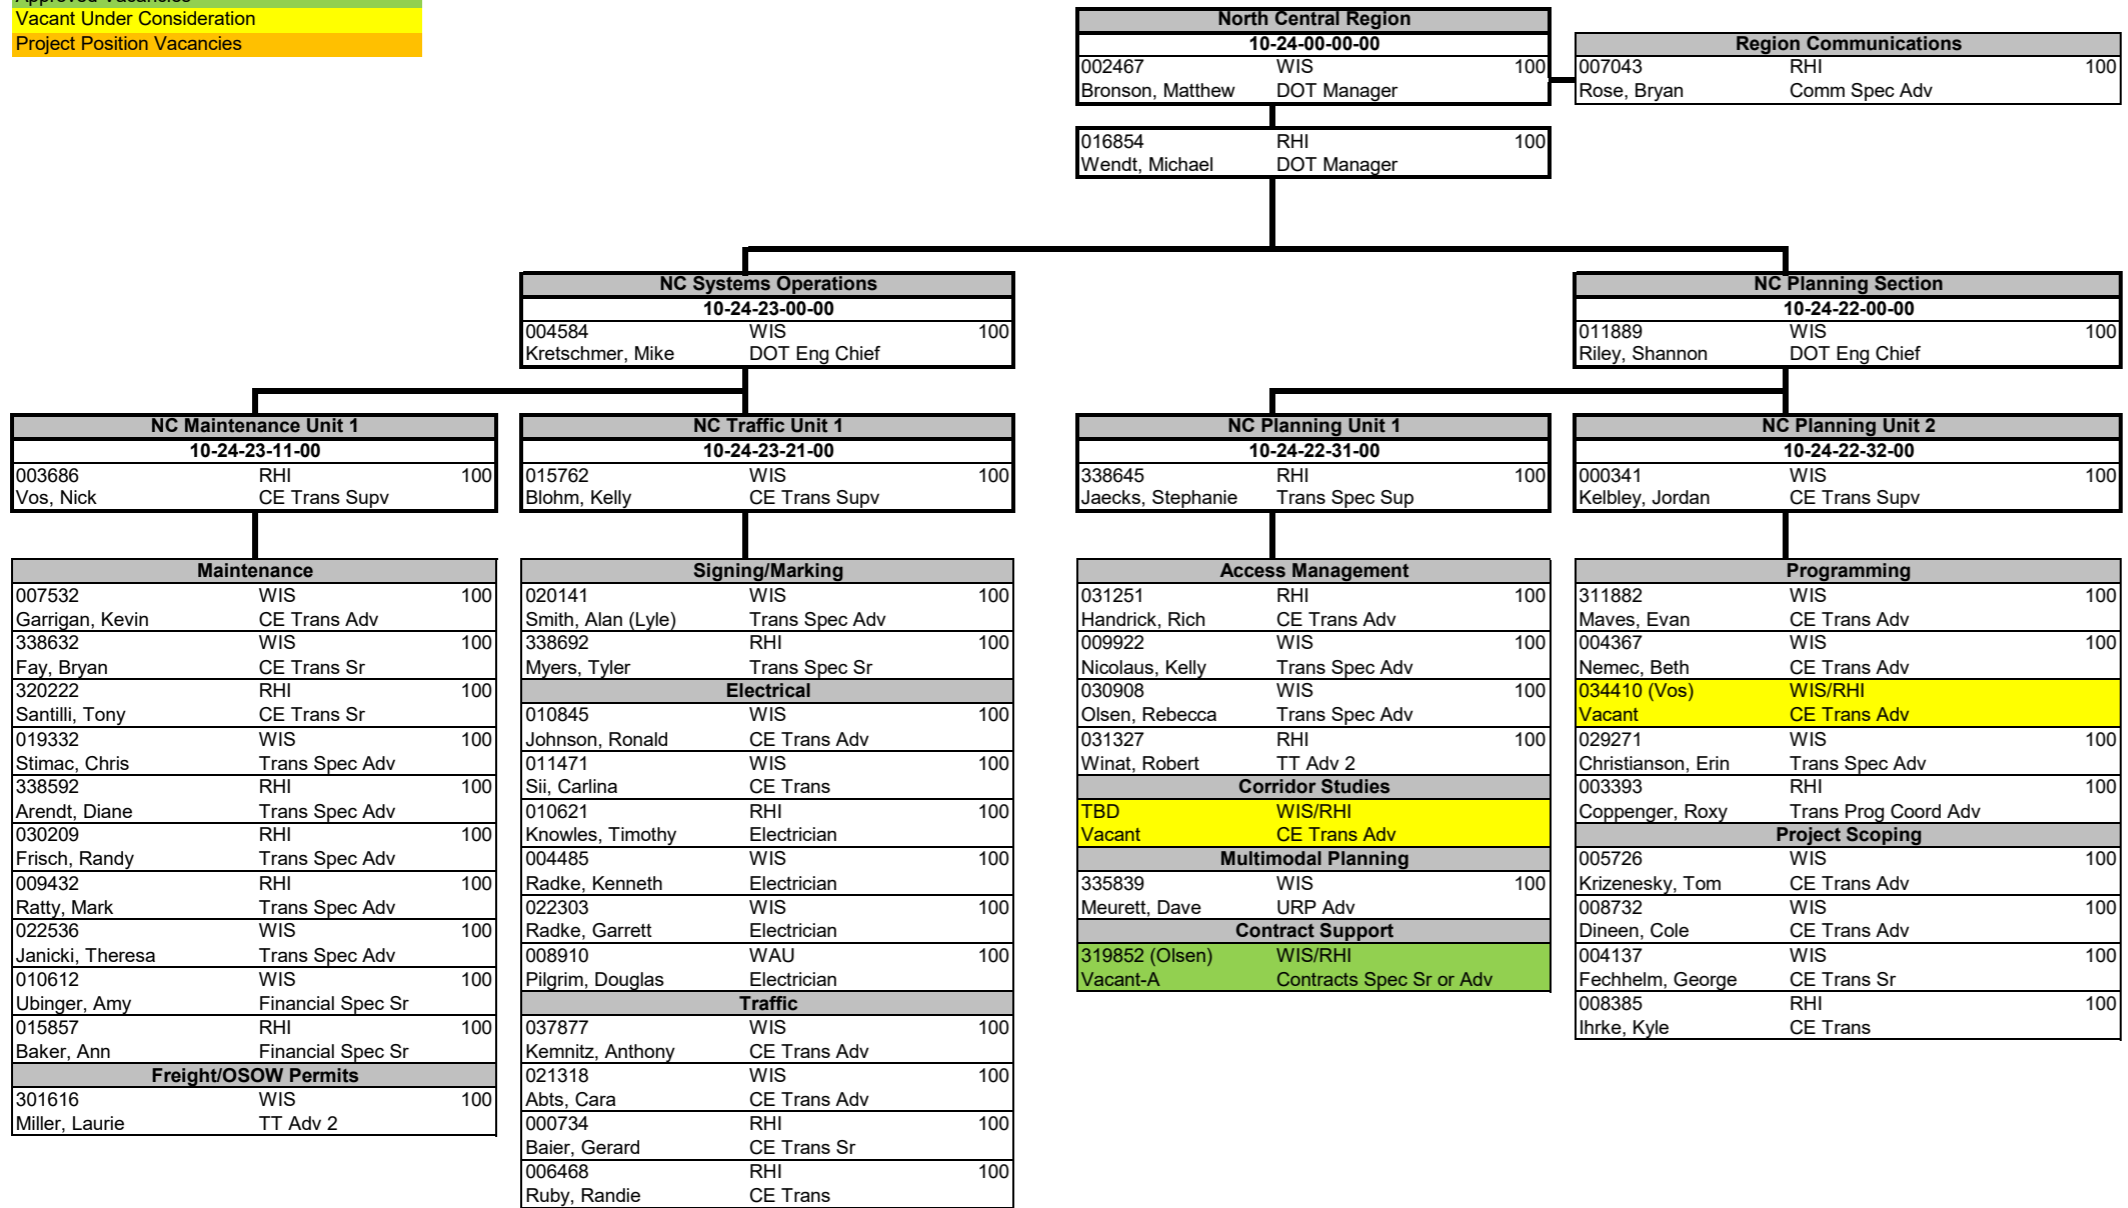 Approved Vacancies
Vacant Under Consideration
Project Position Vacancies
North Central Region
10-24-00-00-00
002467 WIS 100
Bronson, Matthew DOT Manager
Region Communications
007043 RHI 100
Rose, Bryan Comm Spec Adv
016854 RHI 100
Wendt, Michael DOT Manager
NC Systems Operations
10-24-23-00-00
004584 WIS 100
Kretschmer, Mike DOT Eng Chief
NC Planning Section
10-24-22-00-00
011889 WIS 100
Riley, Shannon DOT Eng Chief
NC Maintenance Unit 1
10-24-23-11-00
003686 RHI 100
Vos, Nick CE Trans Supv
Maintenance
007532 WIS 100
Garrigan, Kevin CE Trans Adv
338632 WIS 100
Fay, Bryan CE Trans Sr
320222 RHI 100
Santilli, Tony CE Trans Sr
019332 WIS 100
Stimac, Chris Trans Spec Adv
338592 RHI 100
Arendt, Diane Trans Spec Adv
030209 RHI 100
Frisch, Randy Trans Spec Adv
009432 RHI 100
Ratty, Mark Trans Spec Adv
022536 WIS 100
Janicki, Theresa Trans Spec Adv
010612 WIS 100
Ubinger, Amy Financial Spec Sr
015857 RHI 100
Baker, Ann Financial Spec Sr
Freight/OSOW Permits
301616 WIS 100
Miller, Laurie TT Adv 2
NC Traffic Unit 1
10-24-23-21-00
015762 WIS 100
Blohm, Kelly CE Trans Supv
Signing/Marking
020141 WIS 100
Smith, Alan (Lyle) Trans Spec Adv
338692 RHI 100
Myers, Tyler Trans Spec Sr
Electrical
010845 WIS 100
Johnson, Ronald CE Trans Adv
011471 WIS 100
Sii, Carlina CE Trans
010621 RHI 100
Knowles, Timothy Electrician
004485 WIS 100
Radke, Kenneth Electrician
022303 WIS 100
Radke, Garrett Electrician
008910 WAU 100
Pilgrim, Douglas Electrician
Traffic
037877 WIS 100
Kemnitz, Anthony CE Trans Adv
021318 WIS 100
Abts, Cara CE Trans Adv
000734 RHI 100
Baier, Gerard CE Trans Sr
006468 RHI 100
Ruby, Randie CE Trans
NC Planning Unit 1
10-24-22-31-00
338645 RHI 100
Jaecks, Stephanie Trans Spec Sup
Access Management
031251 RHI 100
Handrick, Rich CE Trans Adv
009922 WIS 100
Nicolaus, Kelly Trans Spec Adv
030908 WIS 100
Olsen, Rebecca Trans Spec Adv
031327 RHI 100
Winat, Robert TT Adv 2
Corridor Studies
TBD WIS/RHI
Vacant CE Trans Adv
Multimodal Planning
335839 WIS 100
Meurett, Dave URP Adv
Contract Support
319852 (Olsen) WIS/RHI
Vacant-A Contracts Spec Sr or Adv
NC Planning Unit 2
10-24-22-32-00
000341 WIS 100
Kelbley, Jordan CE Trans Supv
Programming
311882 WIS 100
Maves, Evan CE Trans Adv
004367 WIS 100
Nemec, Beth CE Trans Adv
034410 (Vos) WIS/RHI
Vacant CE Trans Adv
029271 WIS 100
Christianson, Erin Trans Spec Adv
003393 RHI 100
Coppenger, Roxy Trans Prog Coord Adv
Project Scoping
005726 WIS 100
Krizenesky, Tom CE Trans Adv
008732 WIS 100
Dineen, Cole CE Trans Adv
004137 WIS 100
Fechhelm, George CE Trans Sr
008385 RHI 100
Ihrke, Kyle CE Trans